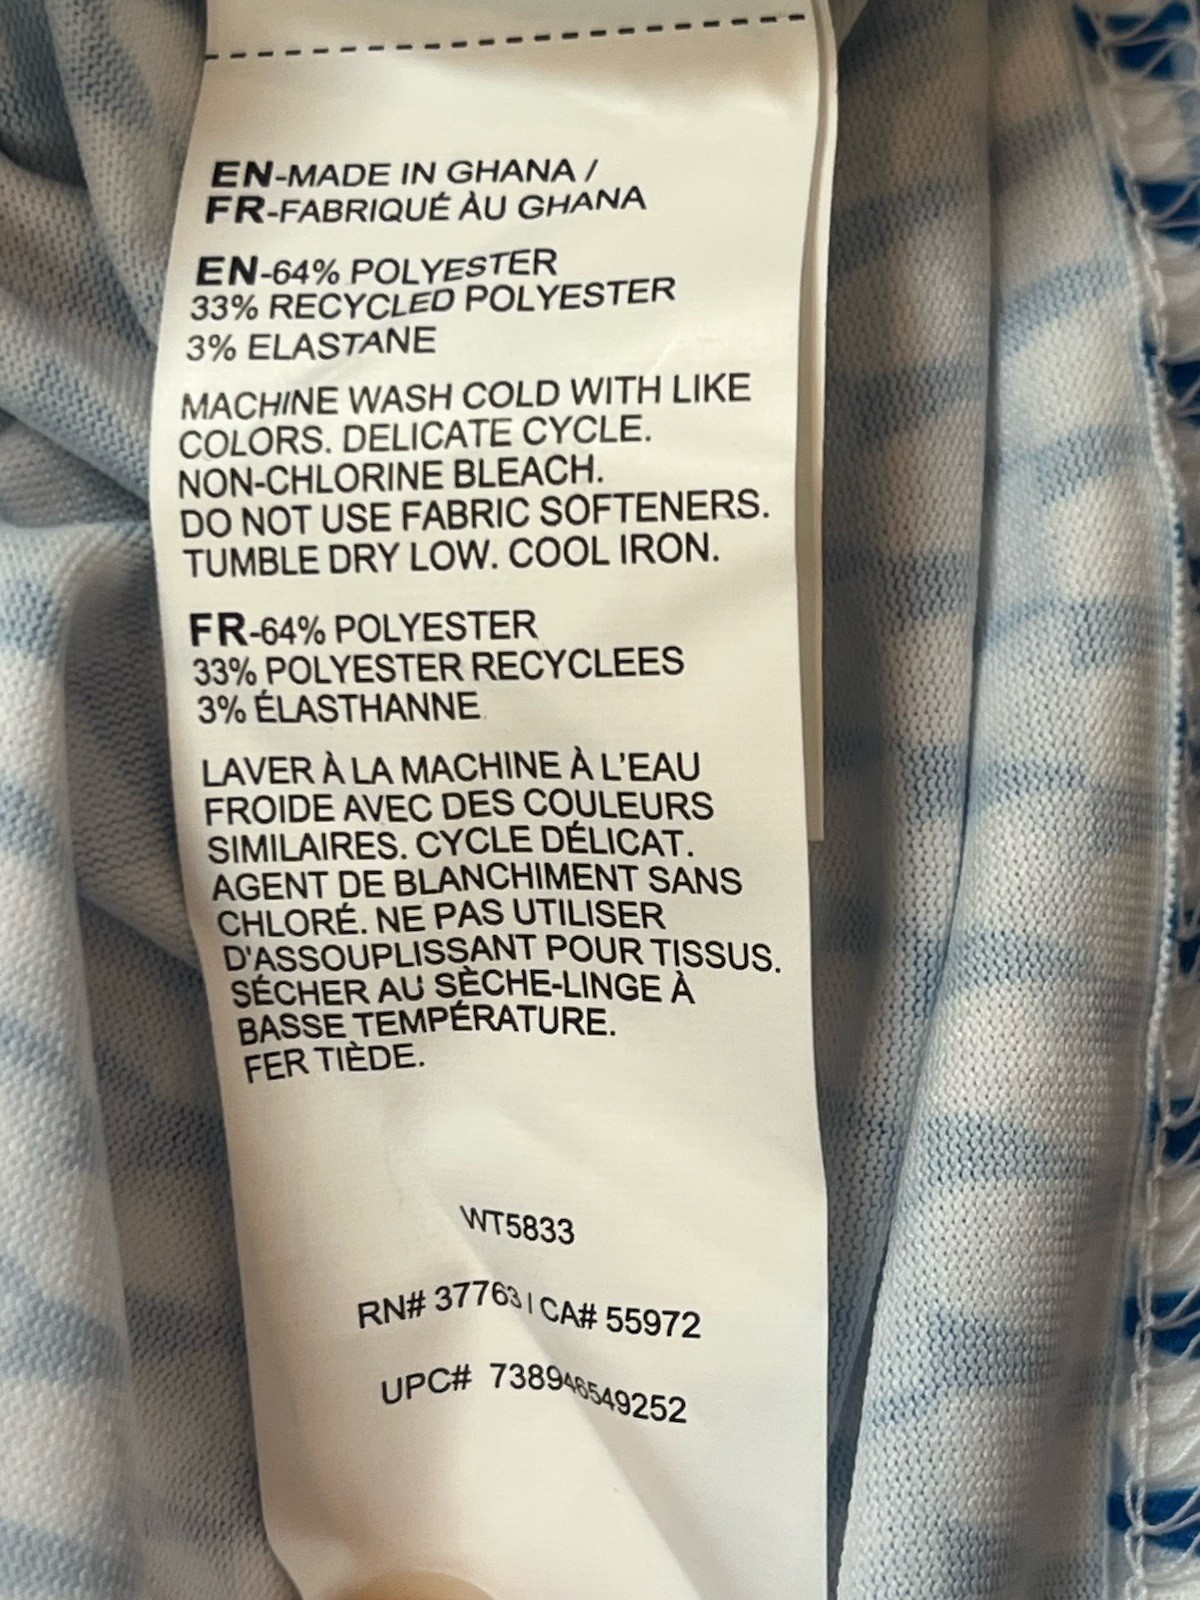 EN-MADE IN GHANA /
FR-FABRIQUÉ ÀU GHANA
EN-64% POLYESTER
33% RECYCLED POLYESTER
3% ELASTANE
MACHINE WASH COLD WITH LIKE
COLORS. DELICATE CYCLE.
NON-CHLORINE BLEACH.
DO NOT USE FABRIC SOFTENERS.
TUMBLE DRY LOW. COOL IRON.
FR-64% POLYESTER
33% POLYESTER RECYCLEES
3% ÉLASTHANNE
LAVER À LA MACHINE À L'EAU
FROIDE AVEC DES COULEURS
SIMILAIRES. CYCLE DÉLICAT.
AGENT DE BLANCHIMENT SANS
CHLORÉ. NE PAS UTILISER
D'ASSOUPLISSANT POUR TISSUS.
SÉCHER AU SÈCHE-LINGE À
BASSE TEMPÉRATURE.
FER TIÈDE.
WT5833
RN# 37763 | CA# 55972
UPC# 738946549252